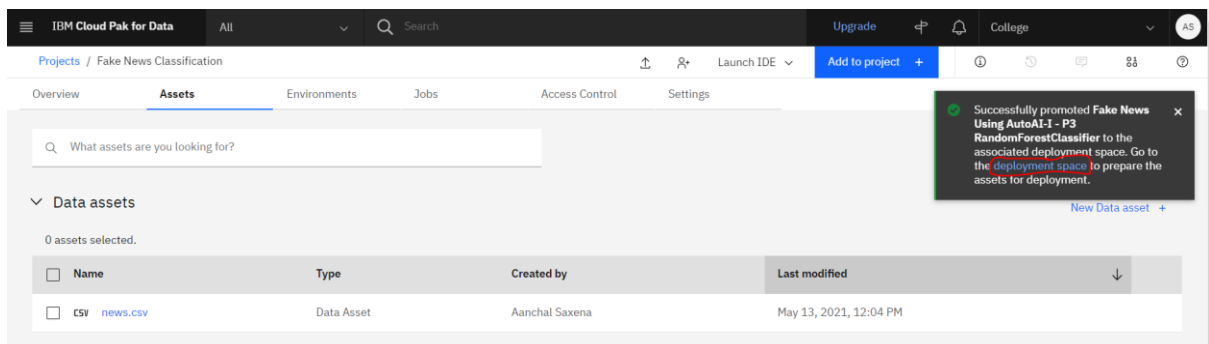 IBM Cloud Pak for Data All Search Upgrade College AS
Projects / Fake News Classification Launch IDE Add to project +
Overview Assets Environments Jobs Access Control Settings
Successfully promoted Fake News
Using AutoAI-I - P3
RandomForestClassifier to the
associated deployment space. Go to
the deployment space to prepare the
assets for deployment.
What assets are you looking for?
Data assets
New Data asset +
0 assets selected.
Name Type Created by Last modified
CSV news.csv Data Asset Aanchal Saxena May 13, 2021, 12:04 PM